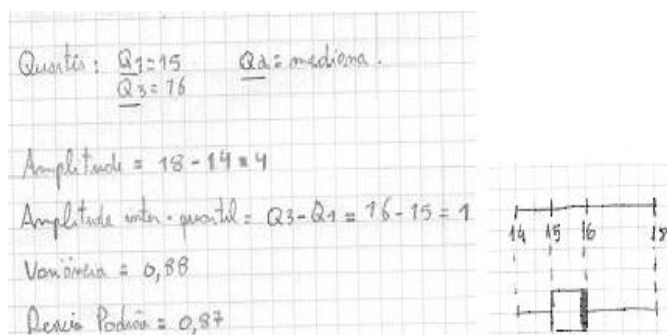 Quartis: Q1=15 Q2= mediana.
Q3=16
Amplitude = 18-14=4
Amplitude inter-quartil= Q3-Q1 = 16-15=1
Variância = 0,88
Desvio Padrão = 0,87
14 15 16 18